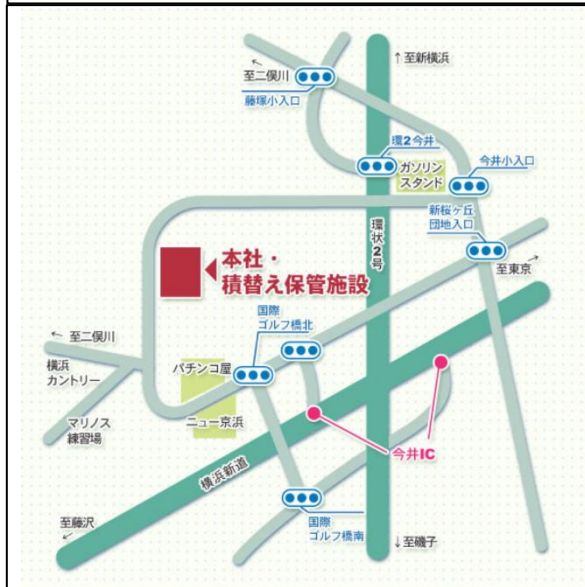 ↑至新横浜
←
至二俣川
藤塚小入口
環2今井
ガソリン
スタンド
今井小入口
新桜ヶ丘
団地入口
環状2号
至東京
→
本社・
積替え保管施設
国際
ゴルフ橋北
← 至二俣川
横浜
カントリー
パチンコ屋
マリノス
練習場
ニュー京浜
今井IC
横浜新道
至藤沢
←
国際
ゴルフ橋南
↓至磯子